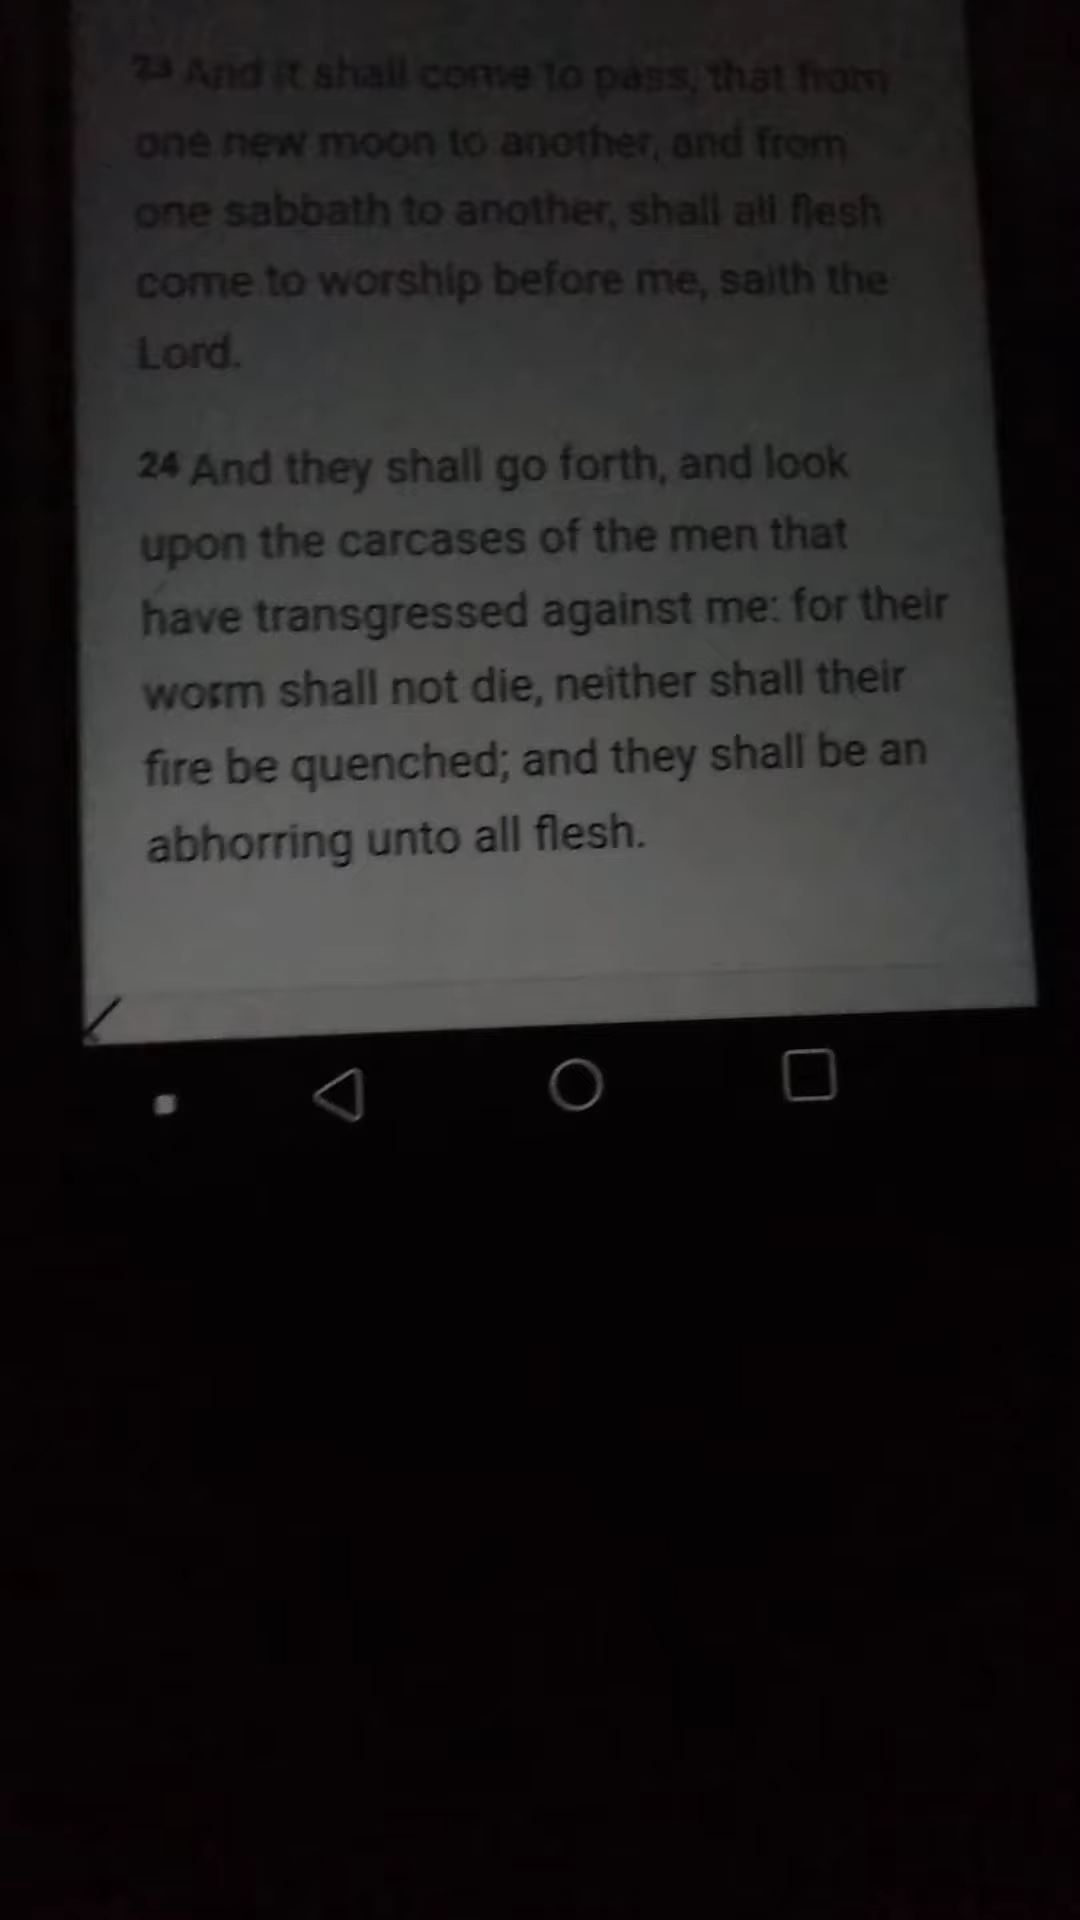 23 And it shall come to pass, that from
one new moon to another, and from
one sabbath to another, shall all flesh
come to worship before me, saith the
Lord.
24 And they shall go forth, and look
upon the carcases of the men that
have transgressed against me: for their
worm shall not die, neither shall their
fire be quenched; and they shall be an
abhorring unto all flesh.